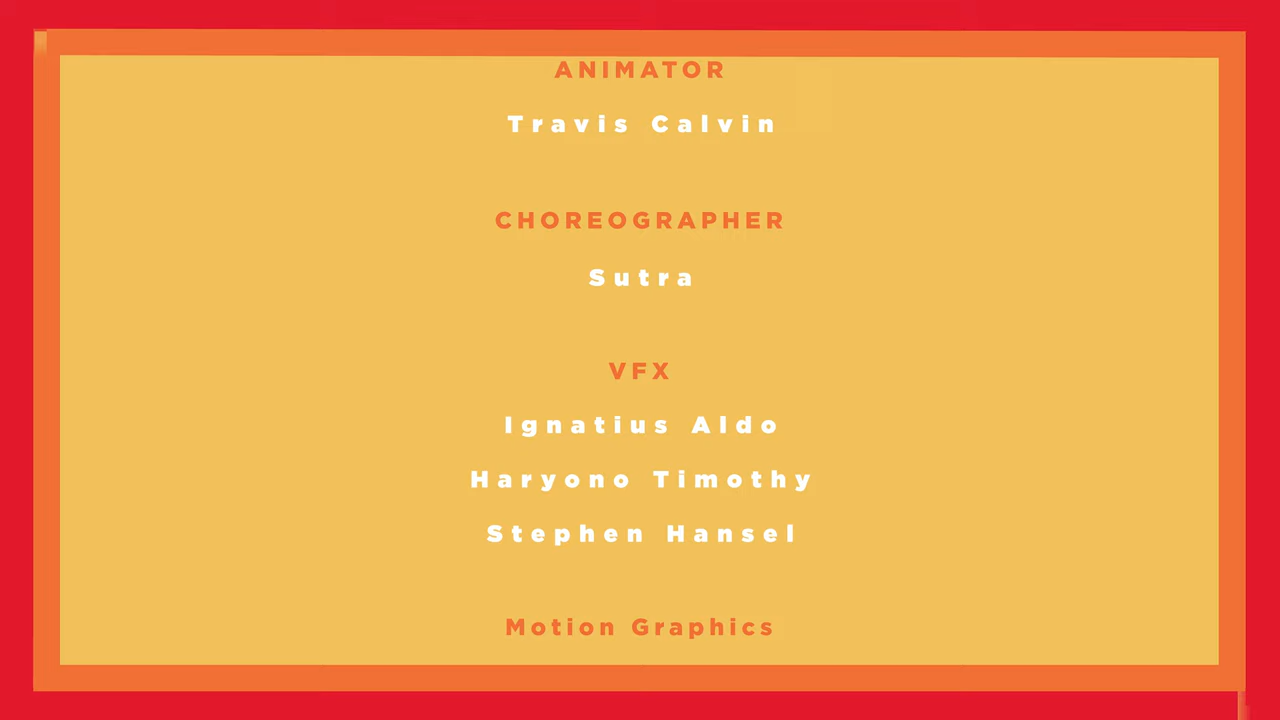 ANIMATOR
Travis Calvin
CHOREOGRAPHER
Sutra
VFX
Ignatius Aldo
Haryono Timothy
Stephen Hansel
Motion Graphics